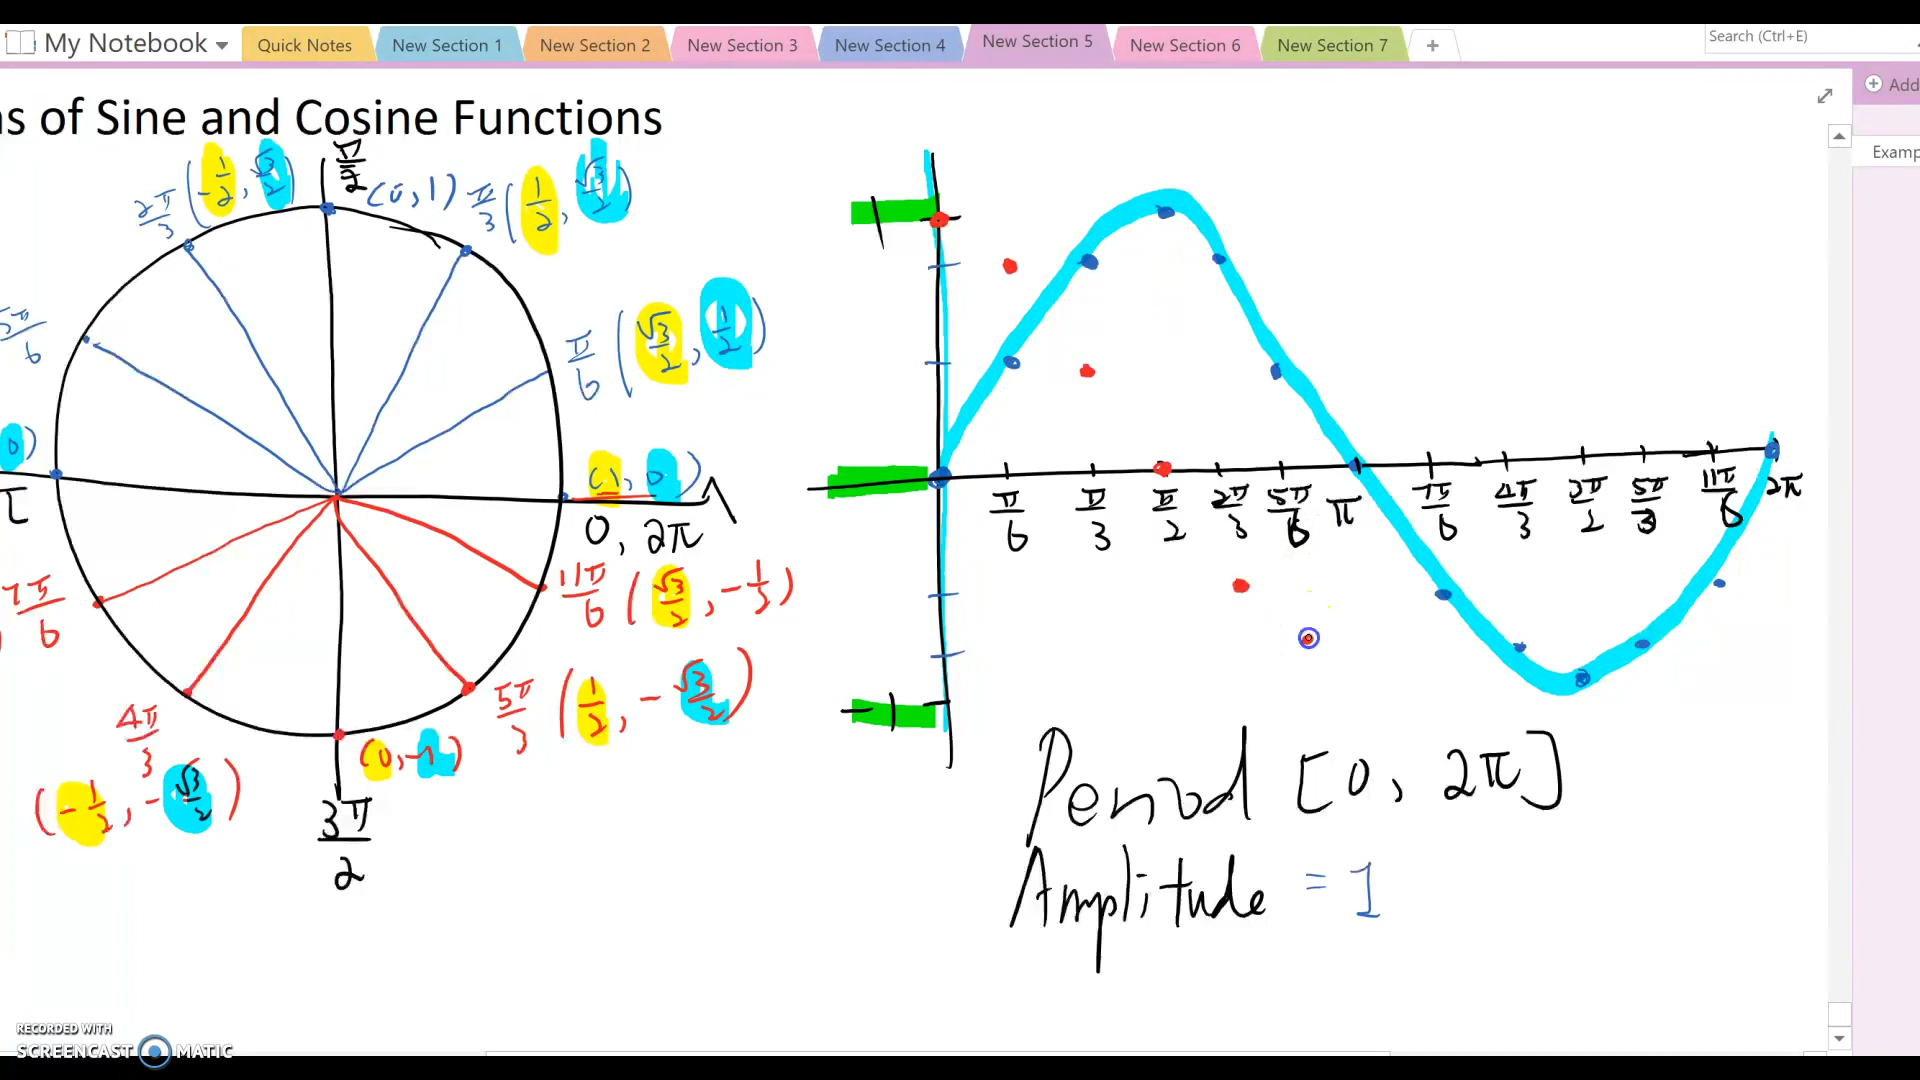 My Notebook
Quick Notes
New Section 1
New Section 2
New Section 3
New Section 4
New Section 5
New Section 6
New Section 7
Search (Ctrl+E)
Add
Examp
ns of Sine and Cosine Functions
π/2
(0,1)
2π/3 (-1/2, √3/2)
π/3 (1/2, √3/2)
5π/6
π/6 (√3/2, 1/2)
0)
(1, 0)
π
0, 2π
7π/6
11π/6 (√3/2, -1/2)
4π/3
(-1/2, -√3/2)
5π/3 (1/2, -√3/2)
(0,-1)
3π/2
1
-1
π/6 π/3 π/2 2π/3 5π/6 π 7π/6 4π/3 3π/2 5π/3 11π/6 2π
Period [0, 2π]
Amplitude = 1
RECORDED WITH
SCREENCAST MATIC